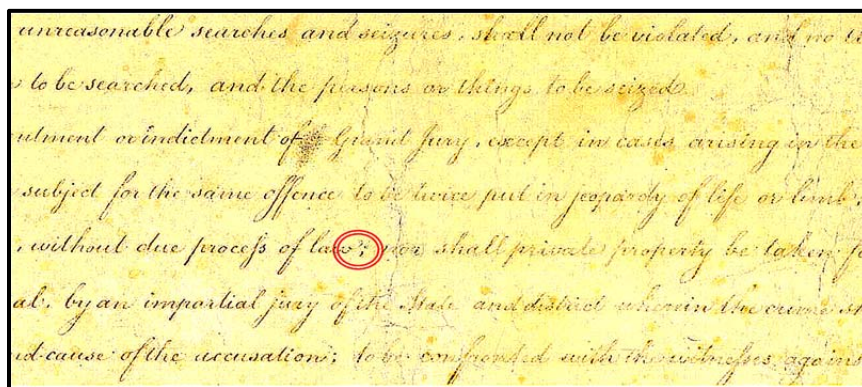 unreasonable searches and seizures, shall not be violated, and no
to be searched, and the persons or things to be seized.
ntment or indictment of a Grand Jury, except in cases arising in the
subject for the same offence to be twice put in jeopardy of life or limb;
, without due process of law; nor shall private property be taken
al, by an impartial jury of the State and district wherein the crime
nd cause of the accusation; to be confronted with the witnesses again